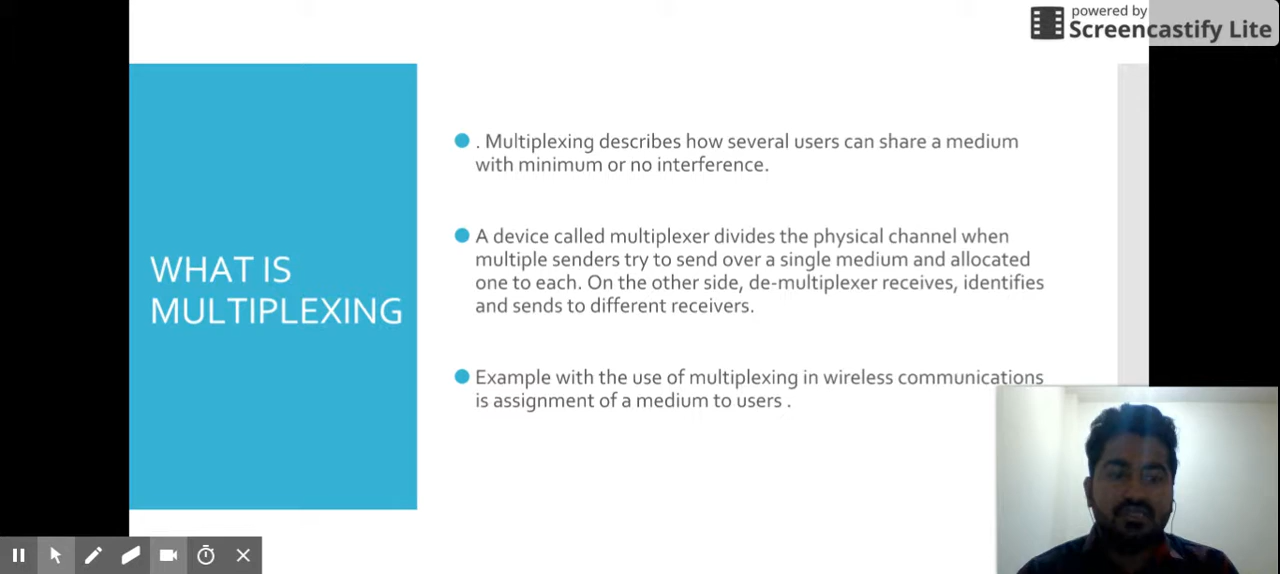 powered by
Screencastify Lite
WHAT IS
MULTIPLEXING
. Multiplexing describes how several users can share a medium
with minimum or no interference.
A device called multiplexer divides the physical channel when
multiple senders try to send over a single medium and allocated
one to each. On the other side, de-multiplexer receives, identifies
and sends to different receivers.
Example with the use of multiplexing in wireless communications
is assignment of a medium to users .